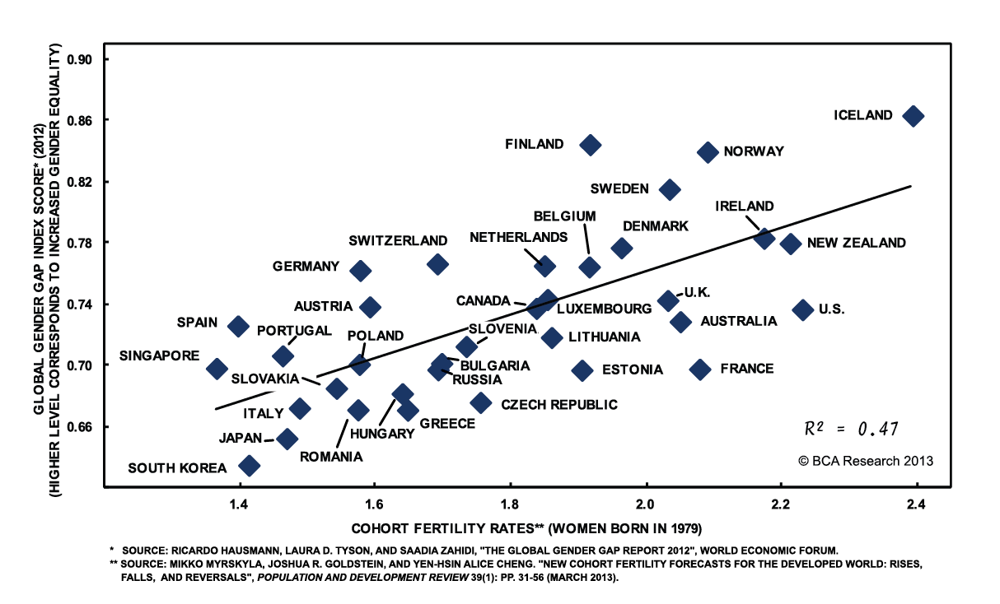 GLOBAL GENDER GAP INDEX SCORE* (2012)
(HIGHER LEVEL CORRESPONDS TO INCREASED GENDER EQUALITY)
0.90
0.86
0.82
0.78
0.74
0.70
0.66
ICELAND
FINLAND
NORWAY
SWEDEN
IRELAND
BELGIUM
DENMARK
NETHERLANDS
SWITZERLAND
NEW ZEALAND
GERMANY
U.K.
CANADA
AUSTRIA
LUXEMBOURG
U.S.
SPAIN
AUSTRALIA
PORTUGAL
SLOVENIA
POLAND
LITHUANIA
SINGAPORE
BULGARIA
ESTONIA
FRANCE
SLOVAKIA
RUSSIA
CZECH REPUBLIC
ITALY
GREECE
HUNGARY
JAPAN
ROMANIA
SOUTH KOREA
R² = 0.47
© BCA Research 2013
1.4 1.6 1.8 2.0 2.2 2.4
COHORT FERTILITY RATES** (WOMEN BORN IN 1979)
* SOURCE: RICARDO HAUSMANN, LAURA D. TYSON, AND SAADIA ZAHIDI, "THE GLOBAL GENDER GAP REPORT 2012", WORLD ECONOMIC FORUM.
** SOURCE: MIKKO MYRSKYLA, JOSHUA R. GOLDSTEIN, AND YEN-HSIN ALICE CHENG. "NEW COHORT FERTILITY FORECASTS FOR THE DEVELOPED WORLD: RISES,
FALLS, AND REVERSALS", POPULATION AND DEVELOPMENT REVIEW 39(1): PP. 31-56 (MARCH 2013).